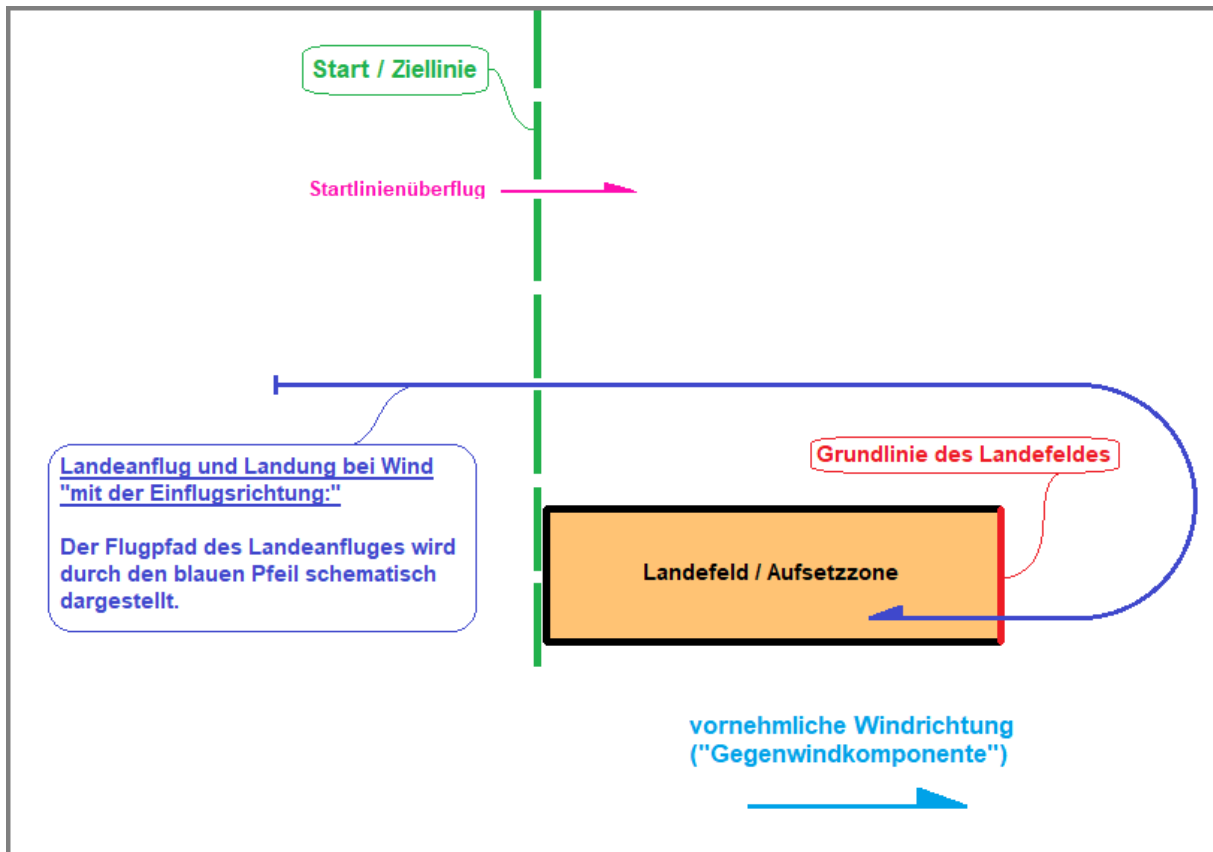 Start / Ziellinie
Startlinienüberflug
Landeanflug und Landung bei Wind
"mit der Einflugsrichtung:"
Der Flugpfad des Landeanfluges wird
durch den blauen Pfeil schematisch
dargestellt.
Grundlinie des Landefeldes
Landefeld / Aufsetzzone
vornehmliche Windrichtung
("Gegenwindkomponente")